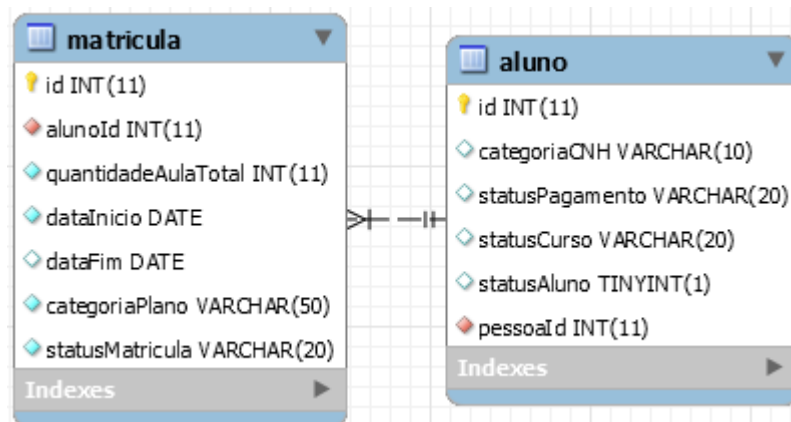 matricula
id INT(11)
alunoId INT(11)
quantidadeAulaTotal INT(11)
dataInicio DATE
dataFim DATE
categoriaPlano VARCHAR(50)
statusMatricula VARCHAR(20)
Indexes
aluno
id INT(11)
categoriaCNH VARCHAR(10)
statusPagamento VARCHAR(20)
statusCurso VARCHAR(20)
statusAluno TINYINT(1)
pessoaId INT(11)
Indexes